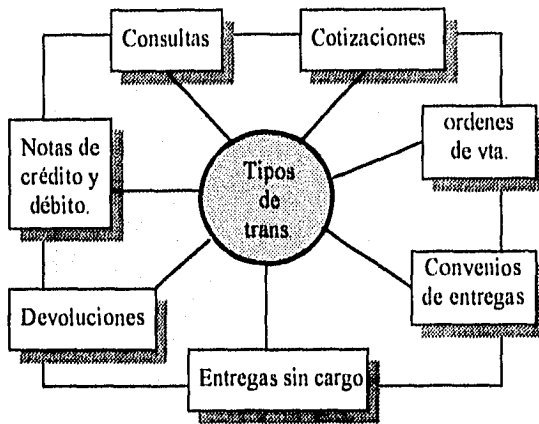 Consultas
Cotizaciones
Notas de
crédito y
débito.
Tipos
de
trans
ordenes
de vta.
Convenios
de entregas
Devoluciones
Entregas sin cargo